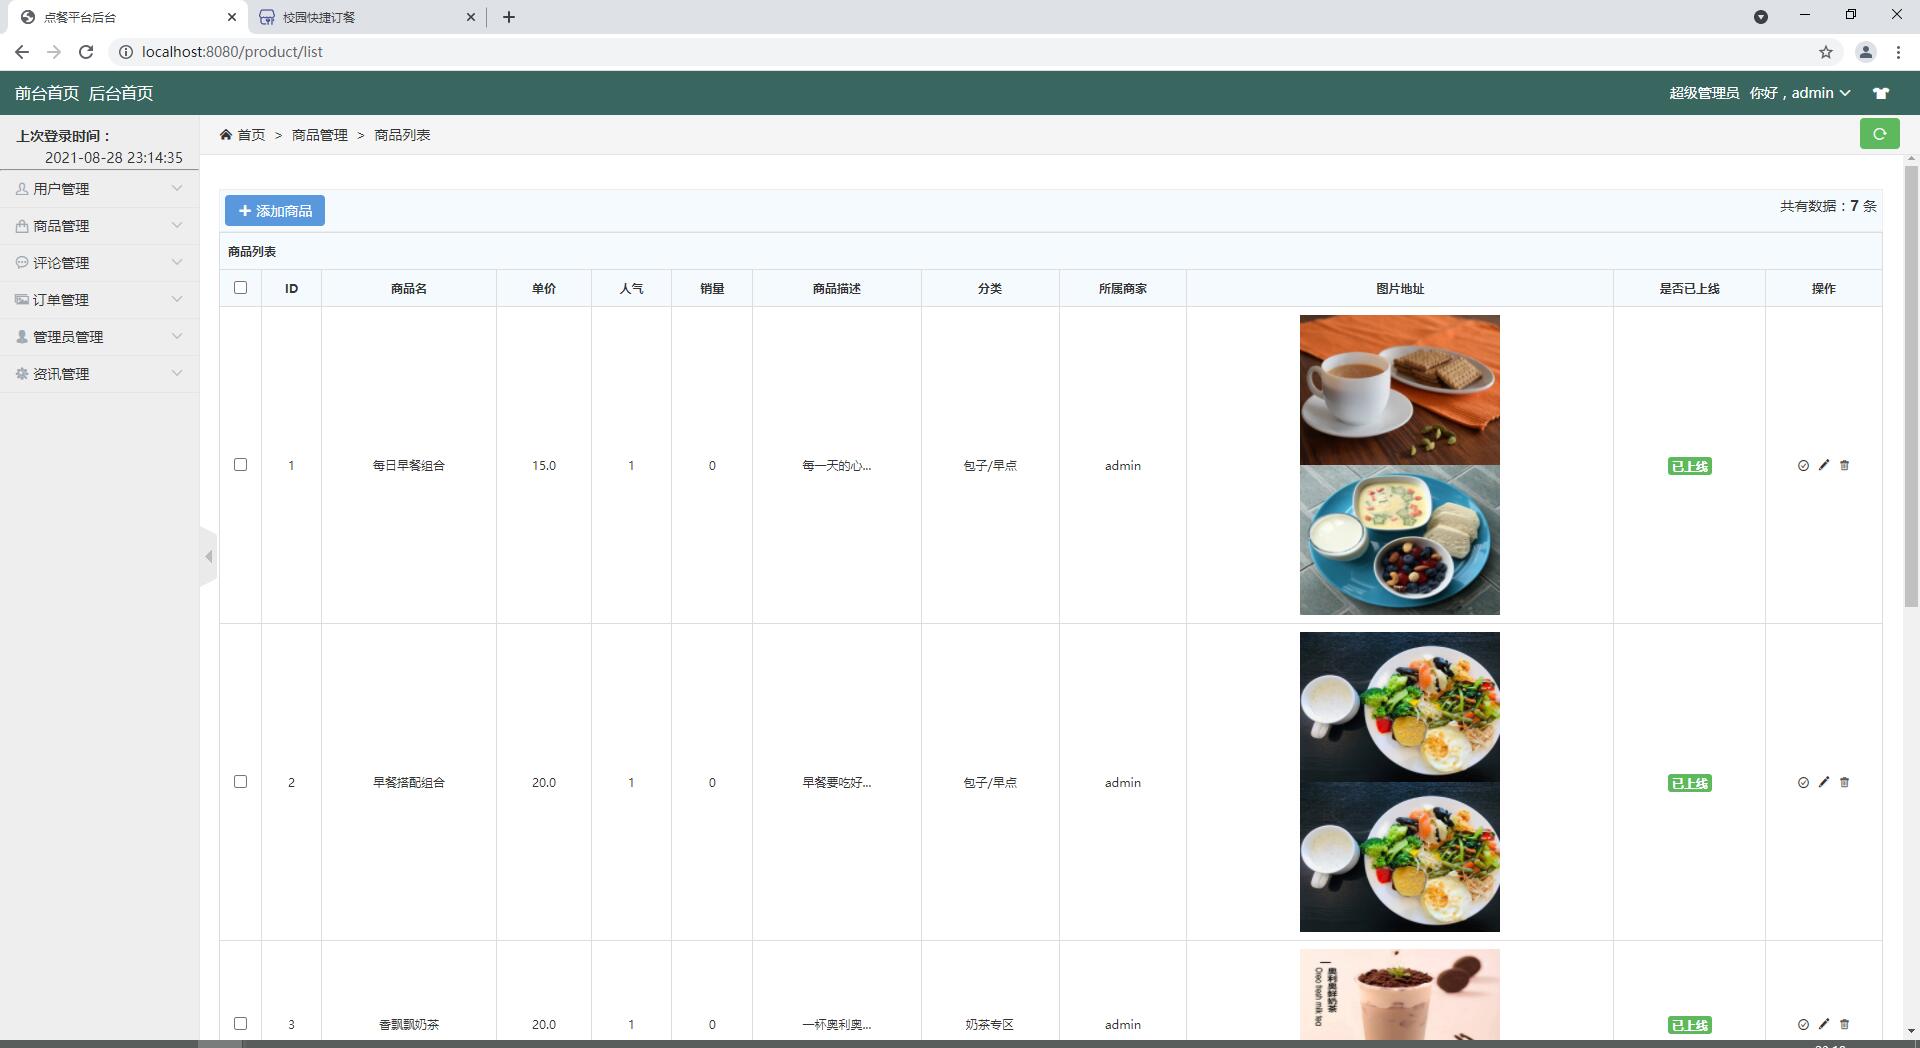 点餐平台后台
校园快捷订餐
localhost:8080/product/list
前台首页 后台首页
超级管理员 你好，admin
上次登录时间：
2021-08-28 23:14:35
用户管理
商品管理
评论管理
订单管理
管理员管理
资讯管理
首页 > 商品管理 > 商品列表
添加商品
共有数据：7 条
商品列表
ID 商品名 单价 人气 销量 商品描述 分类 所属商家 图片地址 是否已上线 操作
1 每日早餐组合 15.0 1 0 每一天的心... 包子/早点 admin 已上线
2 早餐搭配组合 20.0 1 0 早餐要吃好... 包子/早点 admin 已上线
奥利奥鲜奶茶
Oreo fresh milk tea
3 香飘飘奶茶 20.0 1 0 一杯奥利奥... 奶茶专区 admin 已上线